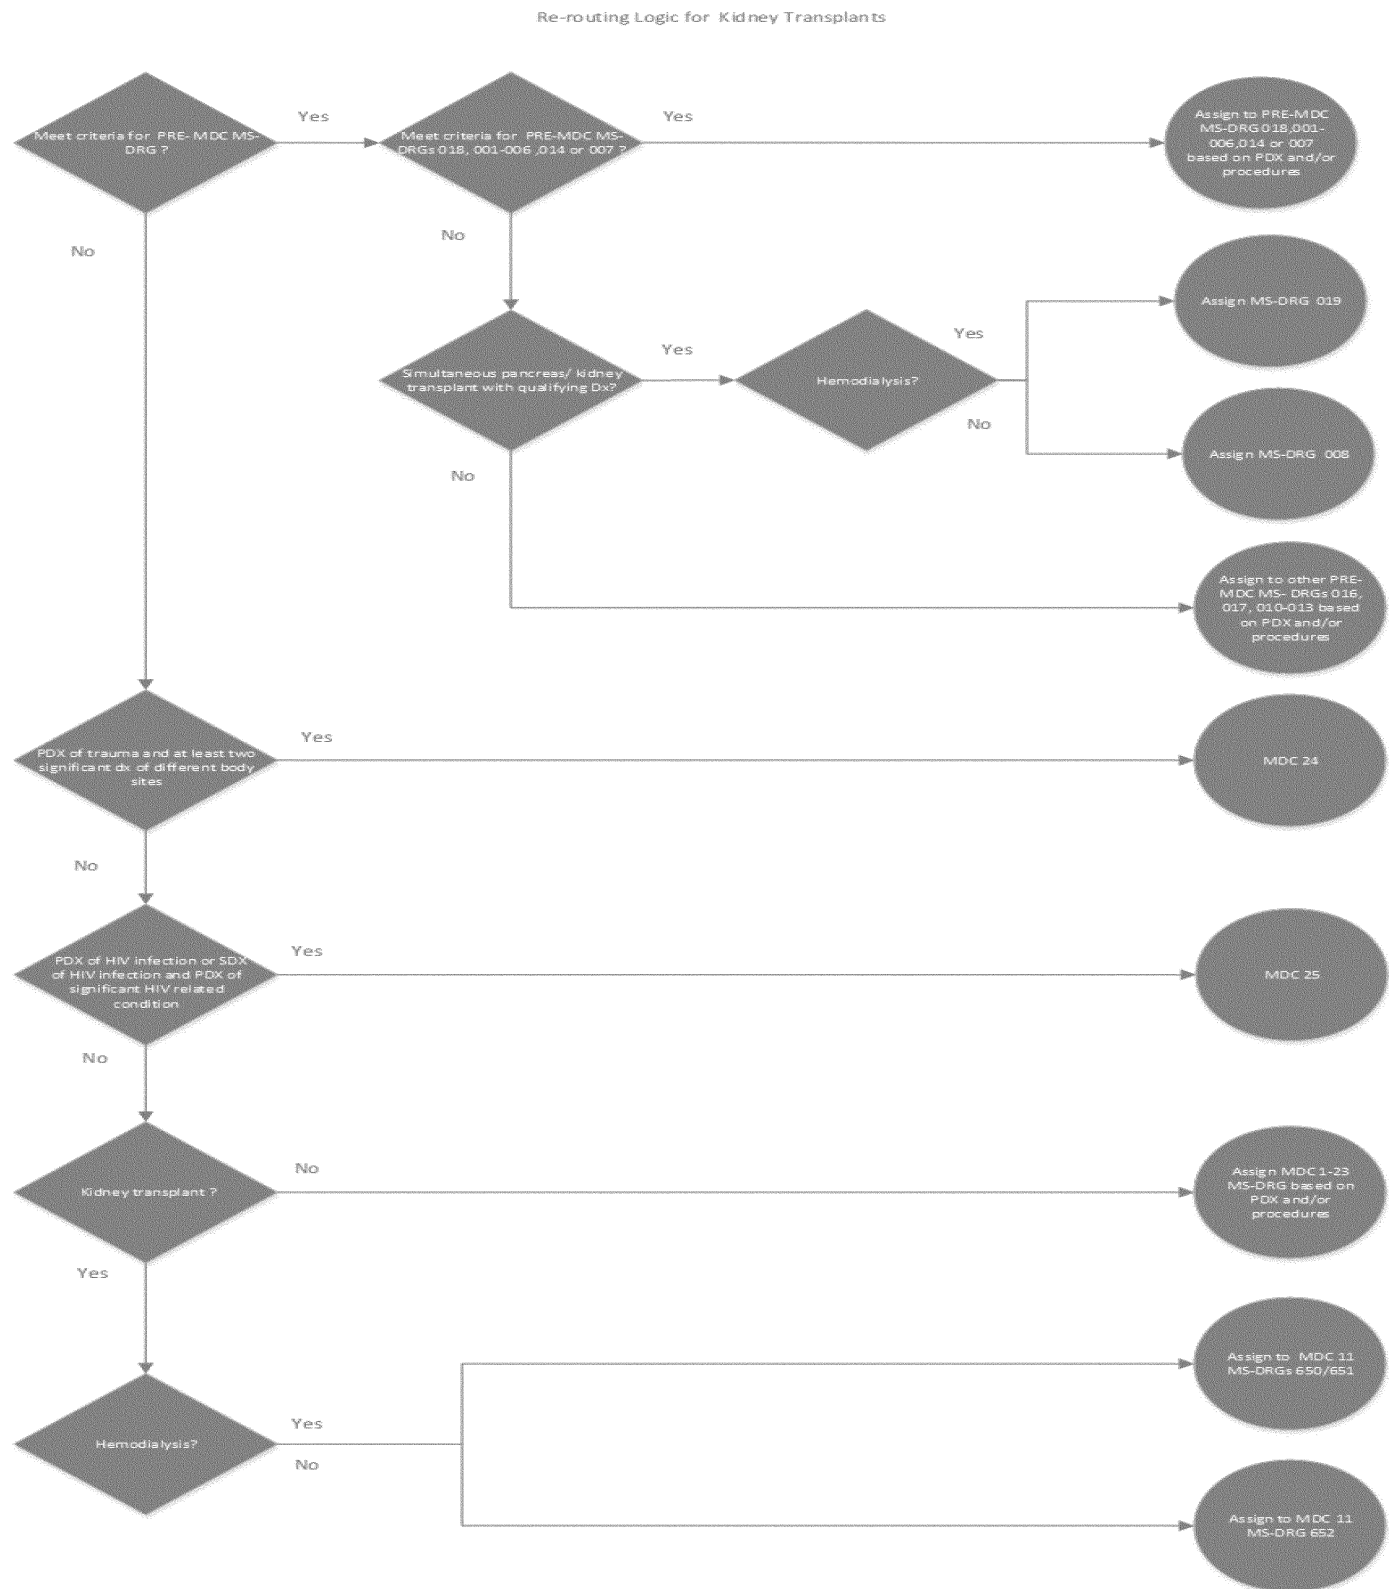 Re-routing Logic for Kidney Transplants
Meet criteria for PRE- MDC MS-
DRG ?
Yes
Meet criteria for PRE-MDC MS-
DRGs 018, 001-006 ,014 or 007 ?
Yes
Assign to PRE-MDC
MS-DRG 018,001-
006,014 or 007
based on PDX and/or
procedures
No
No
Simultaneous pancreas/ kidney
transplant with qualifying Dx?
Yes
Hemodialysis?
Yes
Assign MS-DRG 019
No
Assign MS-DRG 008
No
Assign to other PRE-
MDC MS- DRGs 016,
017, 010-013 based
on PDX and/or
procedures
PDX of trauma and at least two
significant dx of different body
sites
Yes
MDC 24
No
PDX of HIV infection or SDX
of HIV infection and PDX of
significant HIV related
condition
Yes
MDC 25
No
Kidney transplant ?
No
Assign MDC 1-23
MS-DRG based on
PDX and/or
procedures
Yes
Hemodialysis?
Yes
Assign to MDC 11
MS-DRGs 650/651
No
Assign to MDC 11
MS-DRG 652